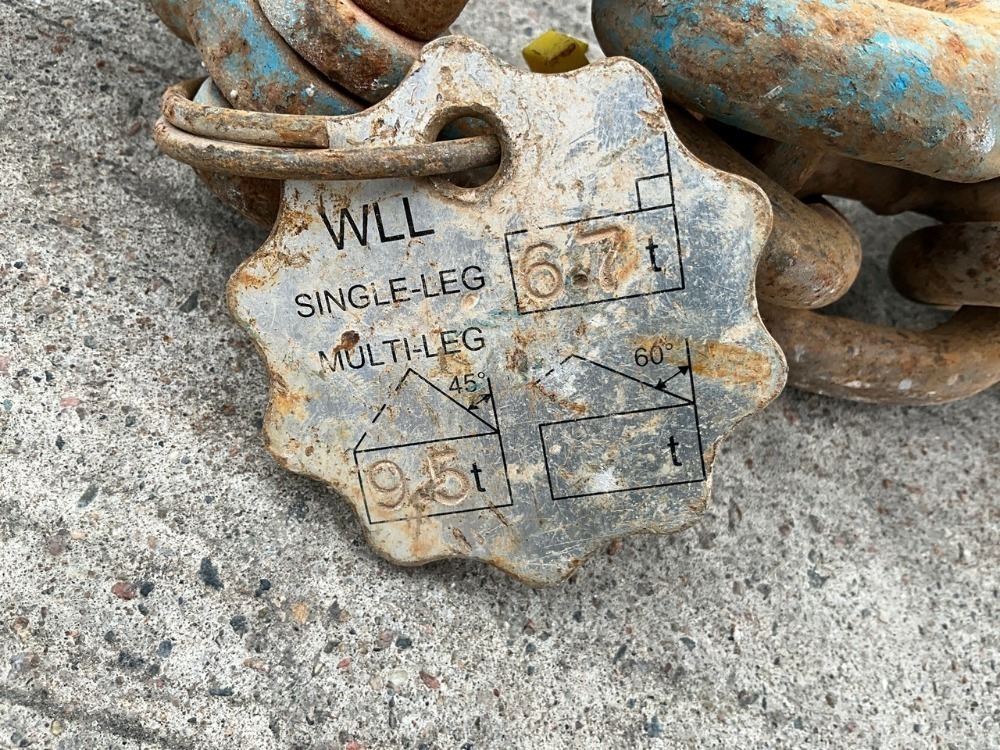 WLL
SINGLE-LEG 6.7 t
MULTI-LEG
45° 60°
9.5 t t